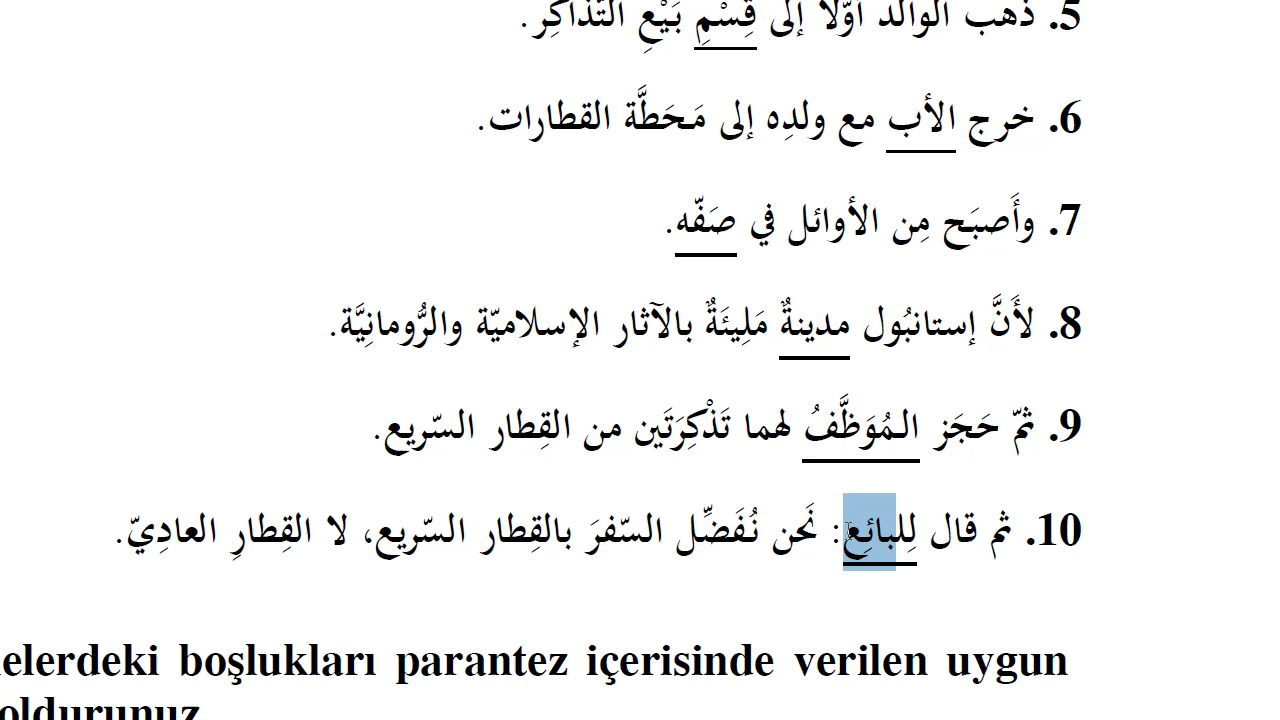 5. ذهب الوالد أوّلا إلى قِسْمِ بَيْعِ التّذاكِر.
6. خرج الأب مع ولدِه إلى مَحَطَّة القطارات.
7. وأَصبَح مِن الأوائل في صَفّه.
8. لأَنَّ إستانبُول مدينةٌ مَلِيئَةٌ بالآثار الإسلاميّة والرُّومانِيَّة.
9. ثمّ حَجَز المُوَظَّفُ لهما تَذْكِرَتَين من القِطار السّريع.
10. ثم قال لِلبائِع: نَحن نُفَضِّل السّفرَ بالقِطار السّريع، لا القِطارِ العادِيّ.
elerdeki boşlukları parantez içerisinde verilen uygun
oldurunuz